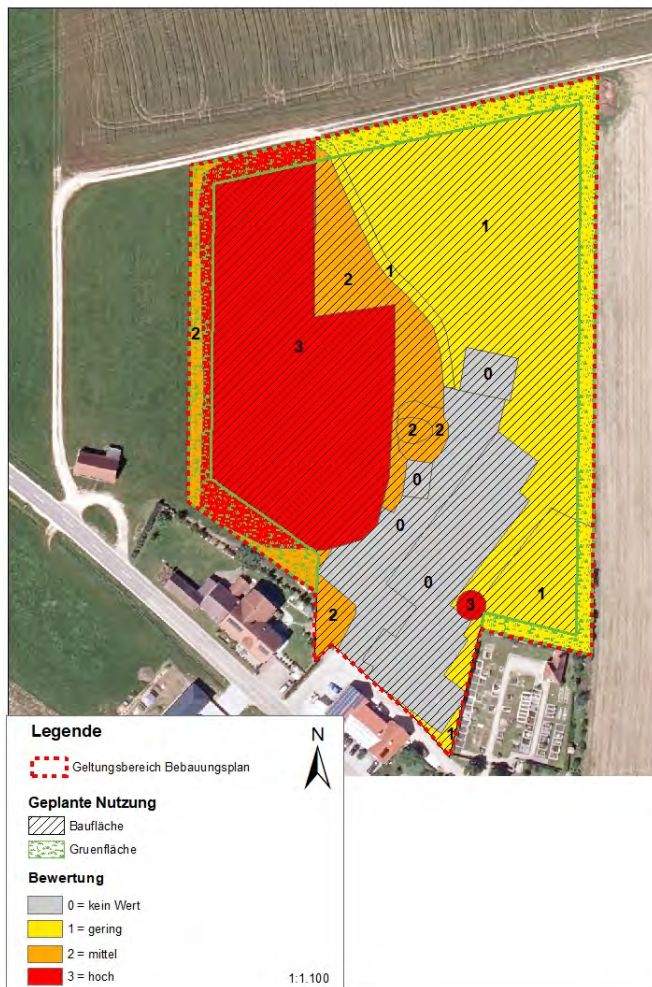 1
2
1
2
3
0
2
2
0
0
0
1
3
2
1
Legende
N
Geltungsbereich Bebauungsplan
Geplante Nutzung
Baufläche
Gruenfläche
Bewertung
0 = kein Wert
1 = gering
2 = mittel
3 = hoch
1:1.100